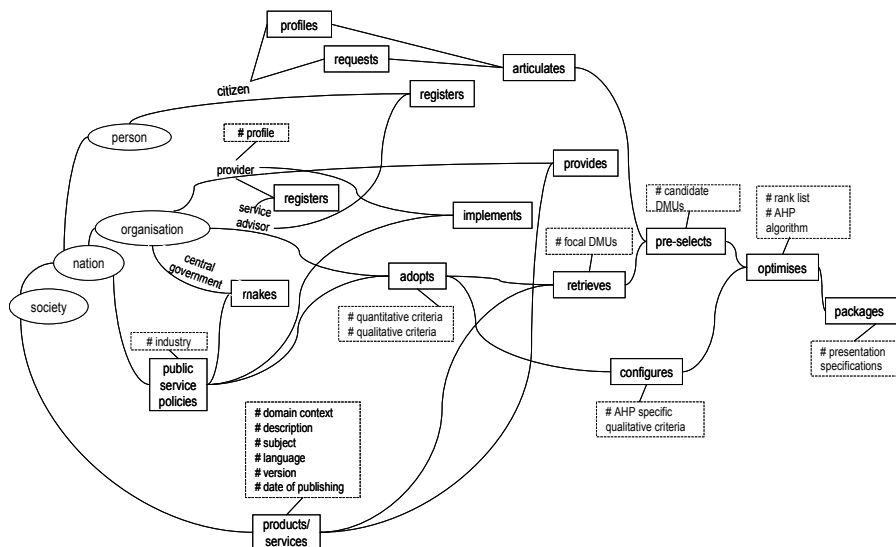 profiles
requests
articulates
citizen
registers
person
# profile
provider
provides
registers
service
advisor
# candidate
DMUs
# rank list
# AHP
algorithm
organisation
implements
# focal DMUs
pre-selects
nation
central
government
adopts
retrieves
optimises
society
makes
# quantitative criteria
# qualitative criteria
packages
# industry
public
service
policies
configures
# presentation
specifications
# domain context
# description
# subject
# language
# version
# date of publishing
# AHP specific
qualitative criteria
products/
services